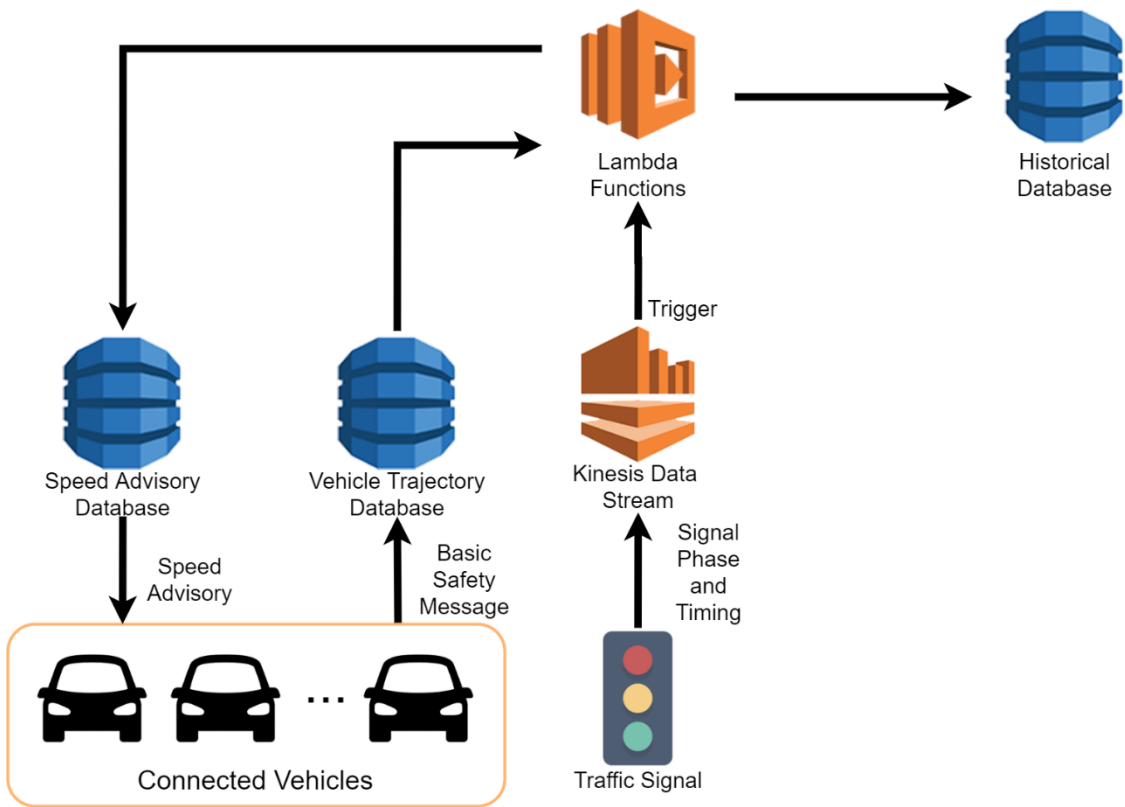 Lambda
Functions
Historical
Database
Trigger
Speed Advisory
Database
Vehicle Trajectory
Database
Kinesis Data
Stream
Speed
Advisory
Basic
Safety
Message
Signal
Phase
and
Timing
...
Connected Vehicles
Traffic Signal